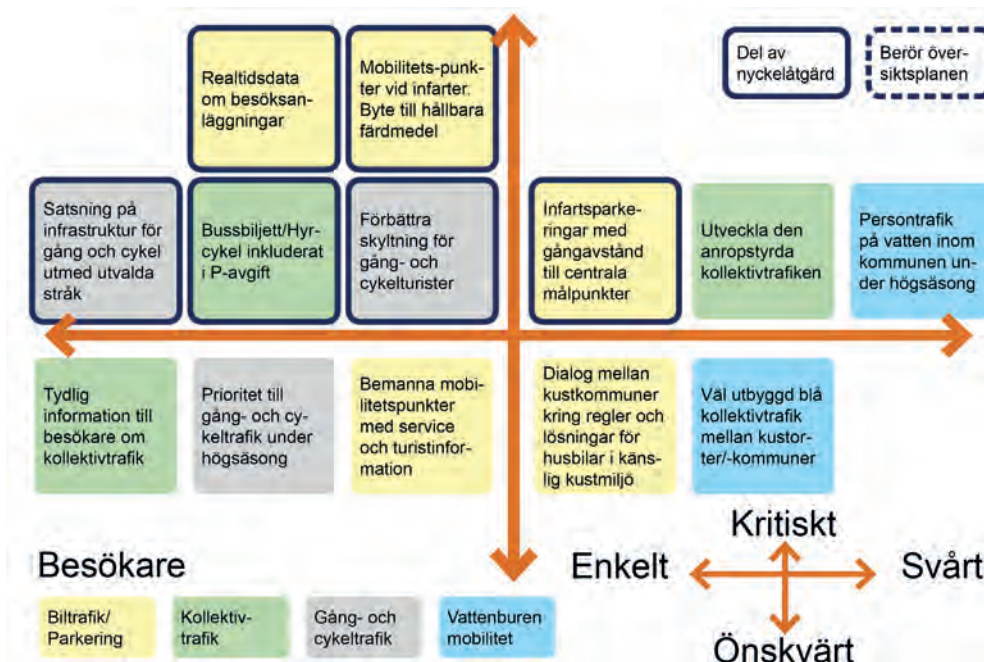 Realtidsdata
om besöksan-
läggningar
Mobilitets-punk-
ter vid infarter.
Byte till hållbara
färdmedel
Del av
nyckelåtgärd
Berör över-
siktsplanen
Satsning på
infrastruktur för
gång och cykel
utmed utvalda
stråk
Bussbiljett/Hyr-
cykel inkluderat
i P-avgift
Förbättra
skyltning för
gång- och
cykelturister
Infartsparke-
ringar med
gångavstånd
till centrala
målpunkter
Utveckla den
anropstyrda
kollektivtrafiken
Persontrafik
på vatten inom
kommunen un-
der högsäsong
Tydlig
information till
besökare om
kollektivtrafik
Prioritet till
gång- och cy-
keltrafik under
högsäsong
Bemanna mobi-
litetspunkter
med service
och turistinfor-
mation
Dialog mellan
kustkommuner
kring regler och
lösningar för
husbilar i käns-
lig kustmiljö
Väl utbyggd blå
kollektivtrafik
mellan kustor-
ter/-kommuner
Besökare
Biltrafik/
Parkering
Kollektiv-
trafik
Gång- och
cykeltrafik
Vattenburen
mobilitet
Kritiskt
Enkelt
Svårt
Önskvärt